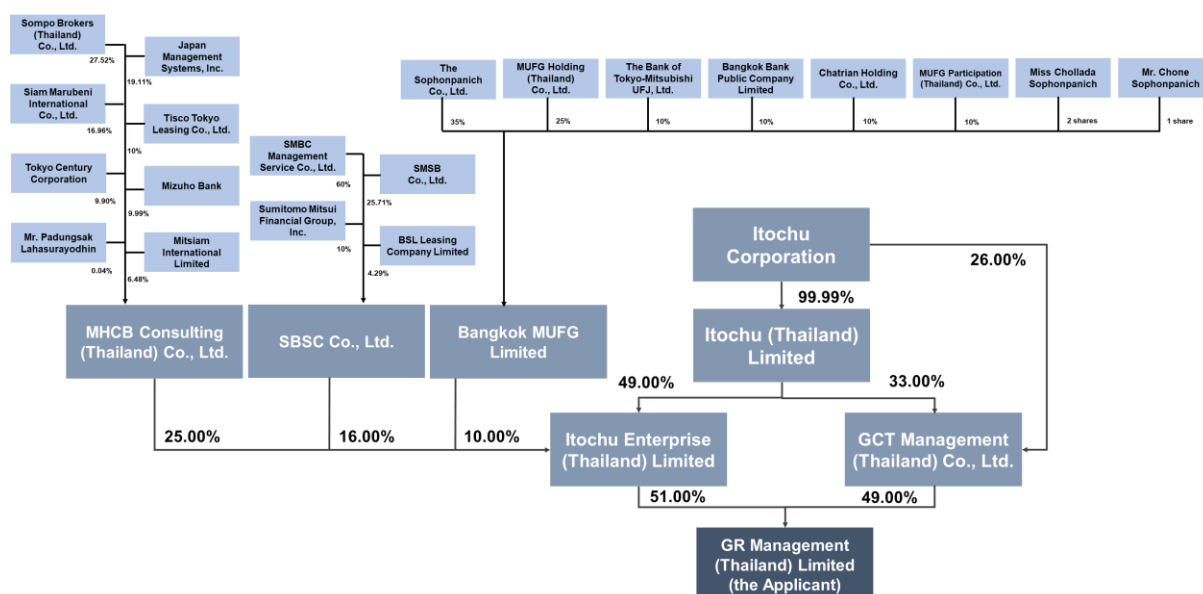 Sompo Brokers
(Thailand)
Co., Ltd.
27.52%
Japan
Management
Systems, Inc.
19.11%
Siam Marubeni
International
Co., Ltd.
16.96%
Tisco Tokyo
Leasing Co., Ltd.
10%
Tokyo Century
Corporation
9.90%
Mizuho Bank
9.99%
Mr. Padungsak
Lahasurayodhin
0.04%
Mitsiam
International
Limited
6.48%
SMBC
Management
Service Co., Ltd.
60%
SMSB
Co., Ltd.
25.71%
Sumitomo Mitsui
Financial Group,
Inc.
10%
BSL Leasing
Company Limited
4.29%
The
Sophonpanich
Co., Ltd.
35%
MUFG Holding
(Thailand)
Co., Ltd.
25%
The Bank of
Tokyo-Mitsubishi
UFJ, Ltd.
10%
Bangkok Bank
Public Company
Limited
10%
Chatrian Holding
Co., Ltd.
10%
MUFG Participation
(Thailand) Co., Ltd.
10%
Miss Chollada
Sophonpanich
2 shares
Mr. Chone
Sophonpanich
1 share
MHCB Consulting
(Thailand) Co., Ltd.
SBSC Co., Ltd.
Bangkok MUFG
Limited
Itochu
Corporation
26.00%
99.99%
Itochu (Thailand)
Limited
49.00%
33.00%
25.00%
16.00%
10.00%
Itochu Enterprise
(Thailand) Limited
GCT Management
(Thailand) Co., Ltd.
51.00%
49.00%
GR Management
(Thailand) Limited
(the Applicant)